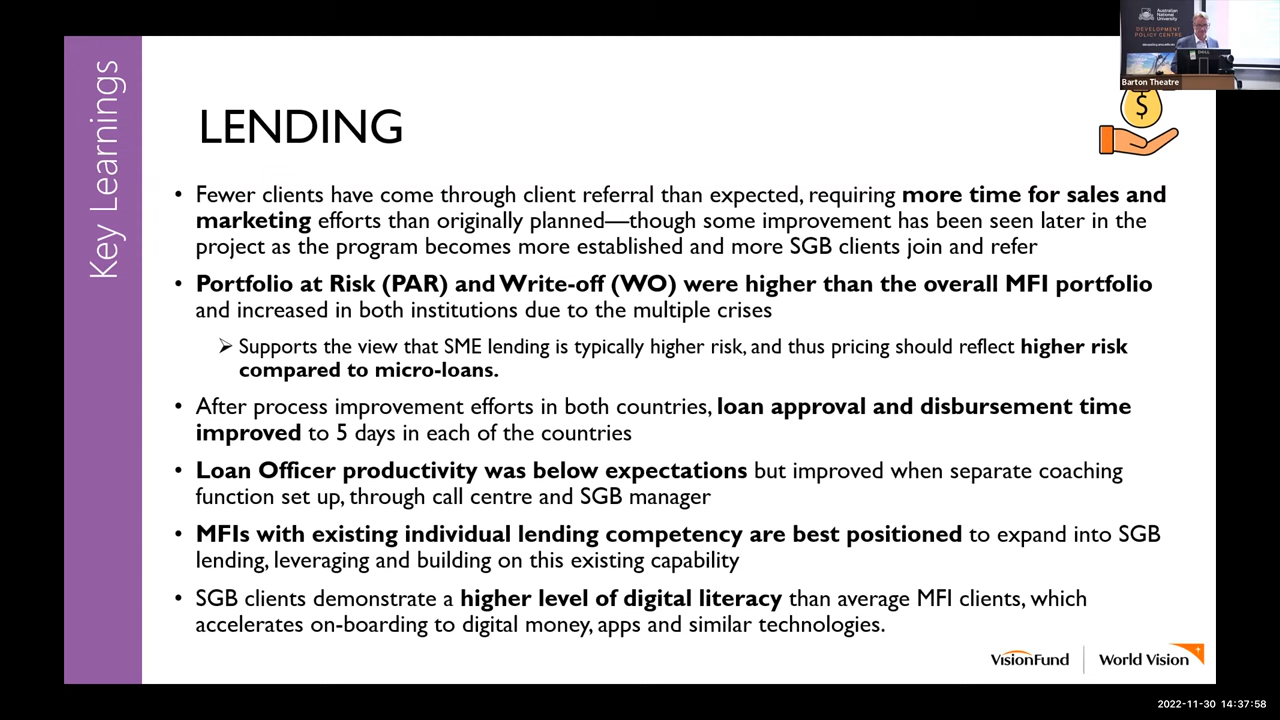 Australian
National
University
DEVELOPMENT
POLICY CENTRE
Barton Theatre
Key Learnings
LENDING
$
• Fewer clients have come through client referral than expected, requiring more time for sales and
marketing efforts than originally planned—though some improvement has been seen later in the
project as the program becomes more established and more SGB clients join and refer
• Portfolio at Risk (PAR) and Write-off (WO) were higher than the overall MFI portfolio
and increased in both institutions due to the multiple crises
➢ Supports the view that SME lending is typically higher risk, and thus pricing should reflect higher risk
compared to micro-loans.
• After process improvement efforts in both countries, loan approval and disbursement time
improved to 5 days in each of the countries
• Loan Officer productivity was below expectations but improved when separate coaching
function set up, through call centre and SGB manager
• MFIs with existing individual lending competency are best positioned to expand into SGB
lending, leveraging and building on this existing capability
• SGB clients demonstrate a higher level of digital literacy than average MFI clients, which
accelerates on-boarding to digital money, apps and similar technologies.
VisionFund
World Vision
2022-11-30 14:37:58